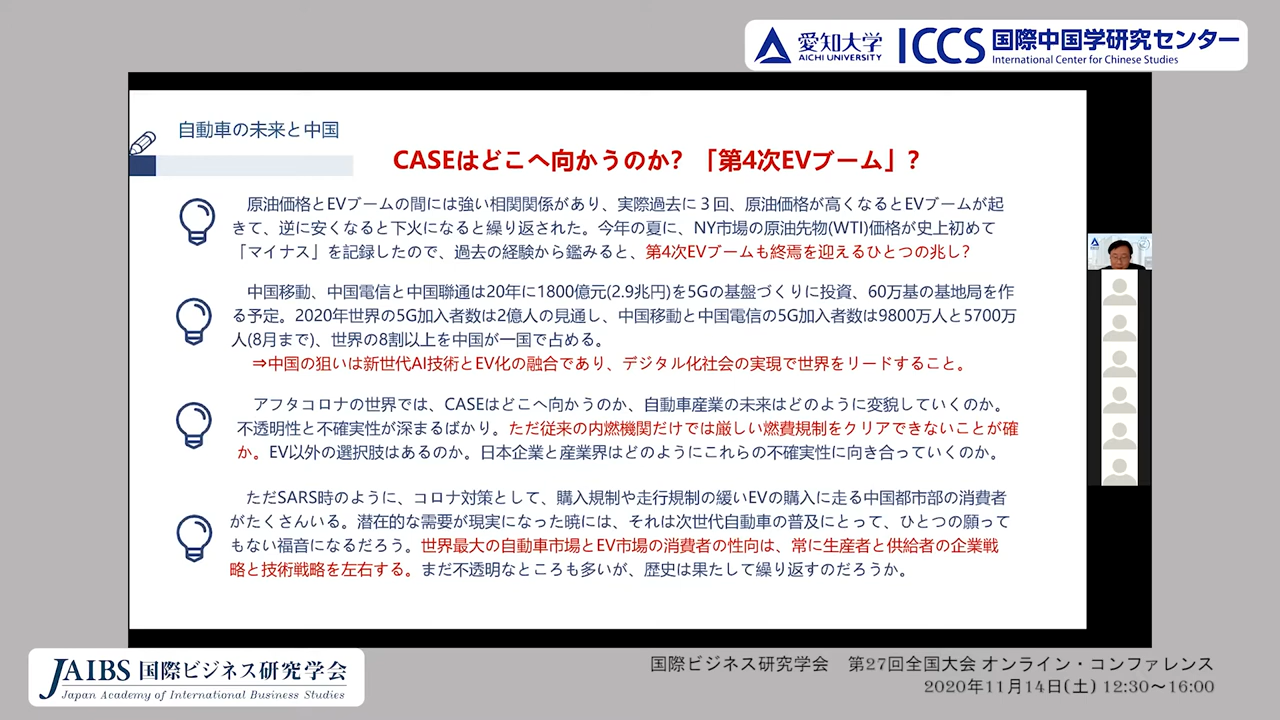 愛知大学
AICHI UNIVERSITY
ICCS 国際中国学研究センター
International Center for Chinese Studies
自動車の未来と中国
CASEはどこへ向かうのか？「第4次EVブーム」？
原油価格とEVブームの間には強い相関関係があり、実際過去に３回、原油価格が高くなるとEVブームが起
きて、逆に安くなると下火になると繰り返された。今年の夏に、NY市場の原油先物(WTI)価格が史上初めて
「マイナス」を記録したので、過去の経験から鑑みると、第4次EVブームも終焉を迎えるひとつの兆し？
中国移動、中国電信と中国聯通は20年に1800億元(2.9兆円)を5Gの基盤づくりに投資、60万基の基地局を作
る予定。2020年世界の5G加入者数は2億人の見通し、中国移動と中国電信の5G加入者数は9800万人と5700万
人(8月まで)、世界の8割以上を中国が一国で占める。
⇒中国の狙いは新世代AI技術とEV化の融合であり、デジタル化社会の実現で世界をリードすること。
アフタコロナの世界では、CASEはどこへ向かうのか、自動車産業の未来はどのように変貌していくのか。
不透明性と不確実性が深まるばかり。ただ従来の内燃機関だけでは厳しい燃費規制をクリアできないことが確
か。EV以外の選択肢はあるのか。日本企業と産業界はどのようにこれらの不確実性に向き合っていくのか。
ただSARS時のように、コロナ対策として、購入規制や走行規制の緩いEVの購入に走る中国都市部の消費者
がたくさんいる。潜在的な需要が現実になった暁には、それは次世代自動車の普及にとって、ひとつの願って
もない福音になるだろう。世界最大の自動車市場とEV市場の消費者の性向は、常に生産者と供給者の企業戦
略と技術戦略を左右する。まだ不透明なところも多いが、歴史は果たして繰り返すのだろうか。
JAIBS 国際ビジネス研究学会
Japan Academy of International Business Studies
国際ビジネス研究学会　第27回全国大会 オンライン・コンファレンス
2020年11月14日(土) 12:30～16:00